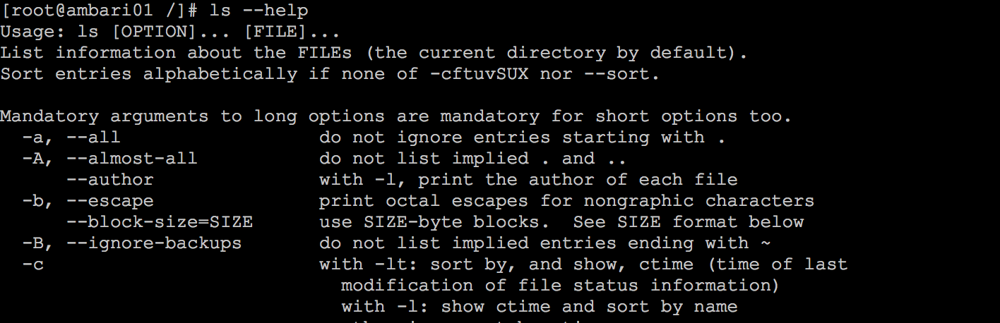 [root@ambari01 /]# ls --help
Usage: ls [OPTION]... [FILE]...
List information about the FILEs (the current directory by default).
Sort entries alphabetically if none of -cftuvSUX nor --sort.
Mandatory arguments to long options are mandatory for short options too.
-a, --all do not ignore entries starting with .
-A, --almost-all do not list implied . and ..
--author with -l, print the author of each file
-b, --escape print octal escapes for nongraphic characters
--block-size=SIZE use SIZE-byte blocks. See SIZE format below
-B, --ignore-backups do not list implied entries ending with ~
-c with -lt: sort by, and show, ctime (time of last
modification of file status information)
with -l: show ctime and sort by name